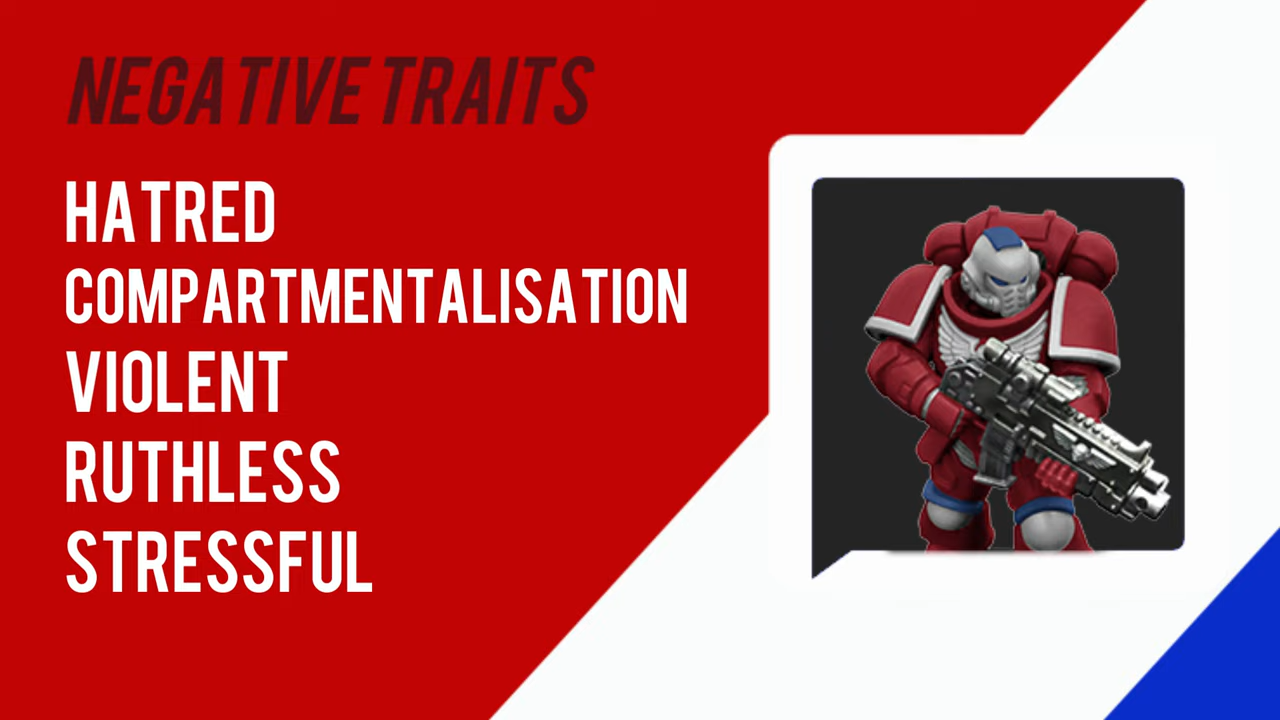 NEGATIVE TRAITS
HATRED
COMPARTMENTALISATION
VIOLENT
RUTHLESS
STRESSFUL